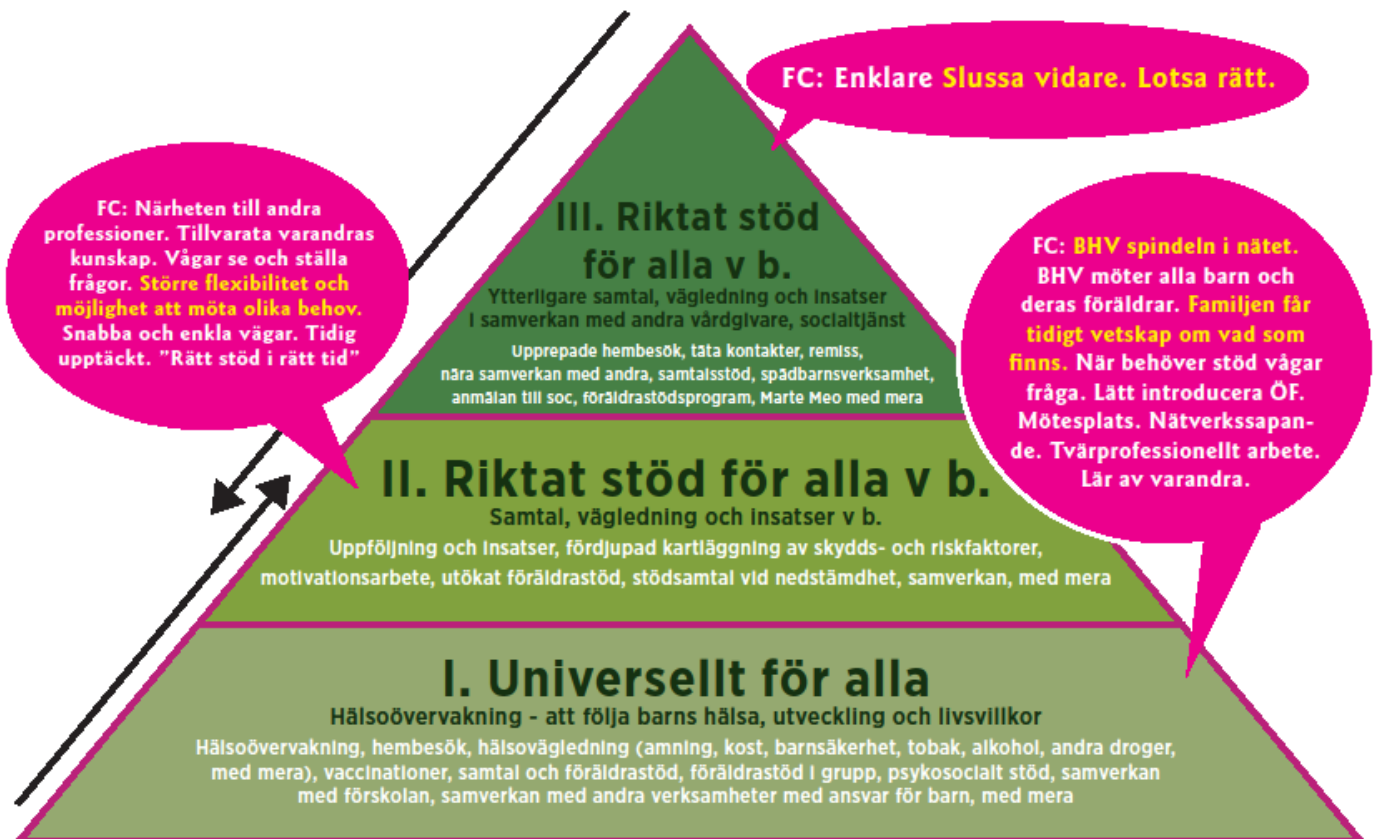 FC: Enklare Slussa vidare. Lotsa rätt.
FC: Närheten till andra
professioner. Tillvarata varandras
kunskap. Vågar se och ställa
frågor. Större flexibilitet och
möjlighet att möta olika behov.
Snabba och enkla vägar. Tidig
upptäckt. ”Rätt stöd i rätt tid”
FC: BHV spindeln i nätet.
BHV möter alla barn och
deras föräldrar. Familjen får
tidigt vetskap om vad som
finns. När behöver stöd vågar
fråga. Lätt introducera ÖF.
Mötesplats. Nätverkssapan-
de. Tvärprofessionellt arbete.
Lär av varandra.
III. Riktat stöd
för alla v b.
Ytterligare samtal, vägledning och insatser
i samverkan med andra vårdgivare, socialtjänst
Upprepade hembesök, täta kontakter, remiss,
nära samverkan med andra, samtalsstöd, spädbarnsverksamhet,
anmälan till soc, föräldrastödsprogram, Marte Meo med mera
II. Riktat stöd för alla v b.
Samtal, vägledning och insatser v b.
Uppföljning och insatser, fördjupad kartläggning av skydds- och riskfaktorer,
motivationsarbete, utökat föräldrastöd, stödsamtal vid nedstämdhet, samverkan, med mera
I. Universellt för alla
Hälsoövervakning - att följa barns hälsa, utveckling och livsvillkor
Hälsoövervakning, hembesök, hälsovägledning (amning, kost, barnsäkerhet, tobak, alkohol, andra droger,
med mera), vaccinationer, samtal och föräldrastöd, föräldrastöd i grupp, psykosocialt stöd, samverkan
med förskolan, samverkan med andra verksamheter med ansvar för barn, med mera